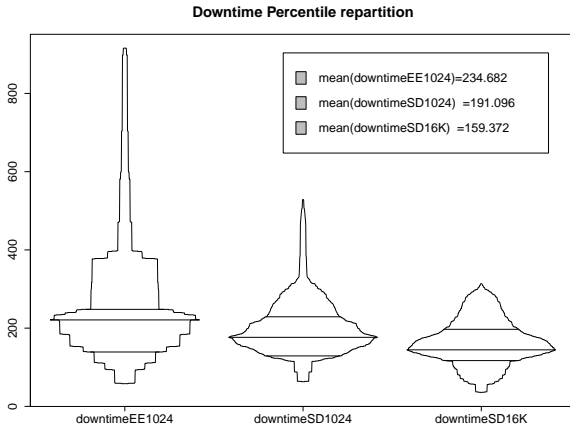 Downtime Percentile repartition
mean(downtimeEE1024)=234.682
mean(downtimeSD1024) =191.096
mean(downtimeSD16K) =159.372
800
600
400
200
0
downtimeEE1024 downtimeSD1024 downtimeSD16K